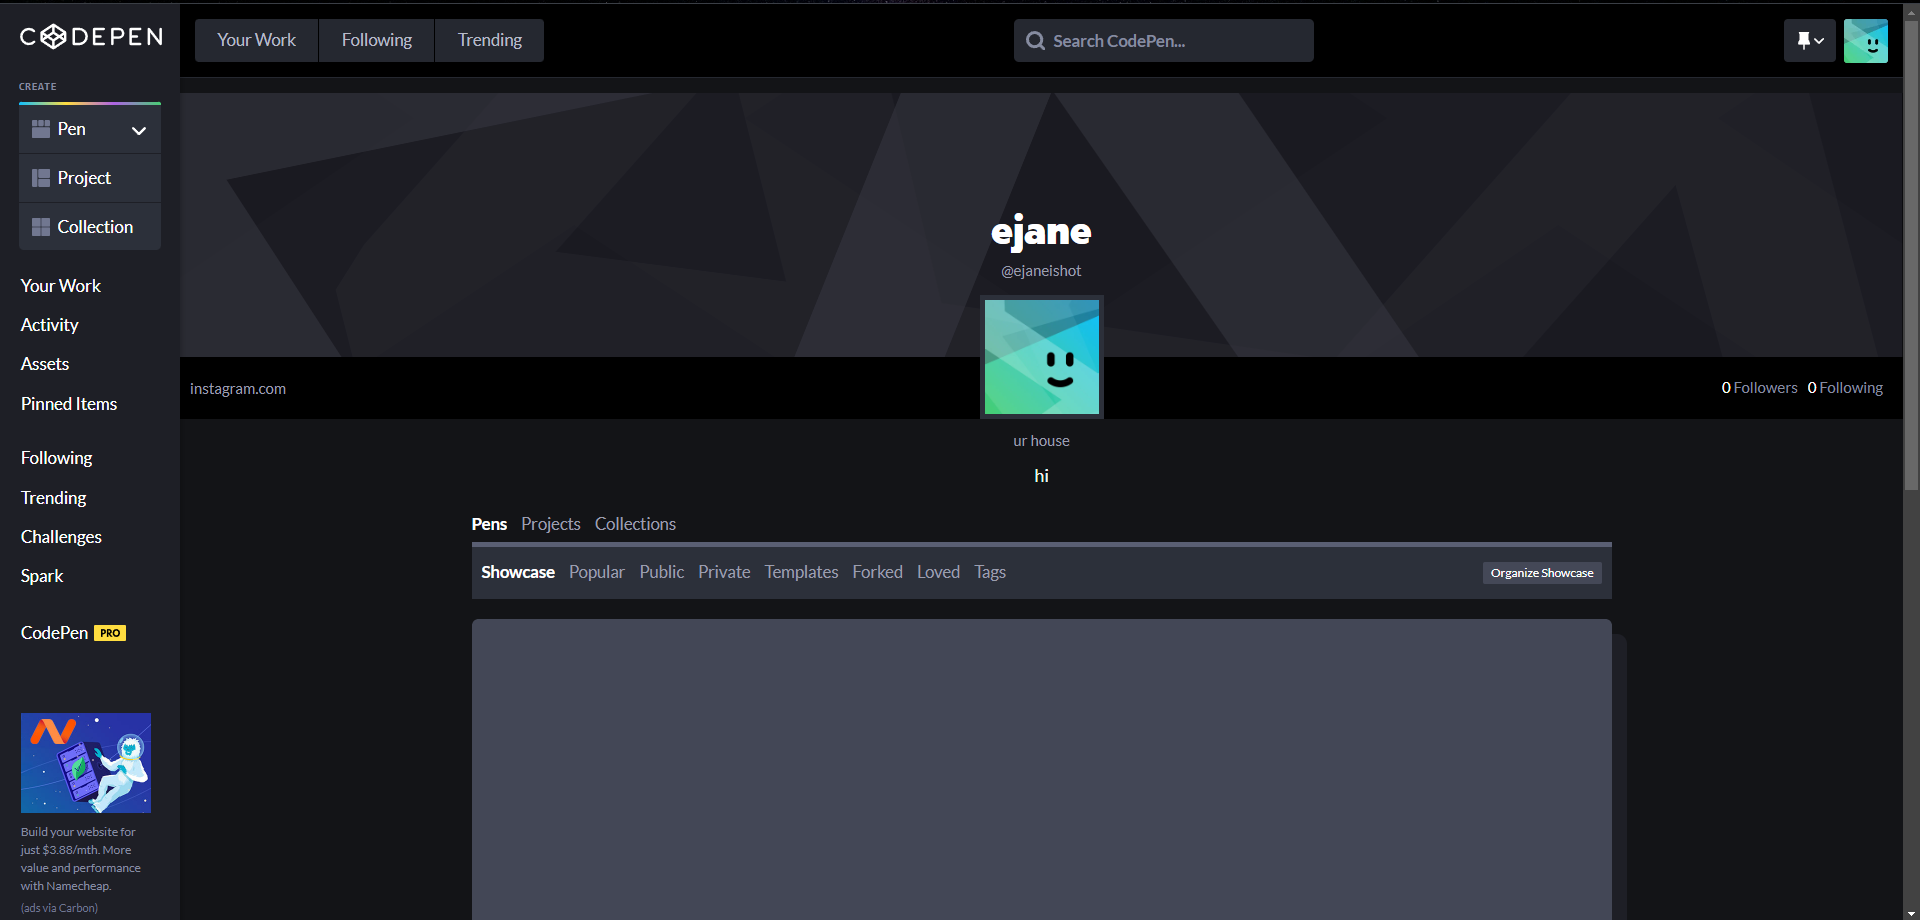 CODEPEN
Your Work
Following
Trending
Search CodePen...
CREATE
Pen
Project
Collection
Your Work
Activity
Assets
Pinned Items
Following
Trending
Challenges
Spark
CodePen PRO
Build your website for
just $3.88/mth. More
value and performance
with Namecheap.
(ads via Carbon)
ejane
@ejaneishot
instagram.com
0 Followers 0 Following
ur house
hi
Pens Projects Collections
Showcase Popular Public Private Templates Forked Loved Tags
Organize Showcase